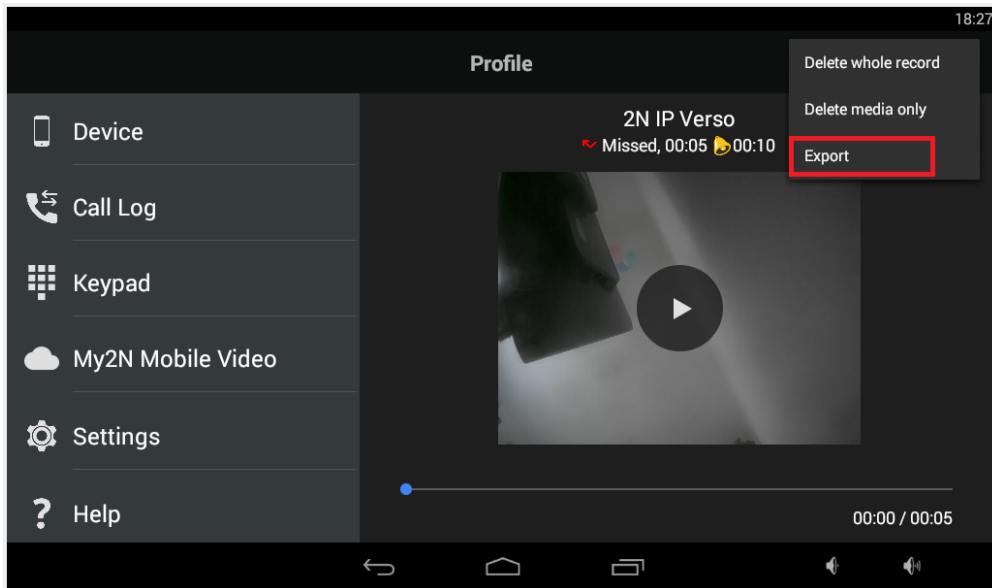 18:27
Profile
Delete whole record
Delete media only
Export
Device
Call Log
Keypad
My2N Mobile Video
Settings
Help
2N IP Verso
Missed, 00:05 00:10
00:00 / 00:05